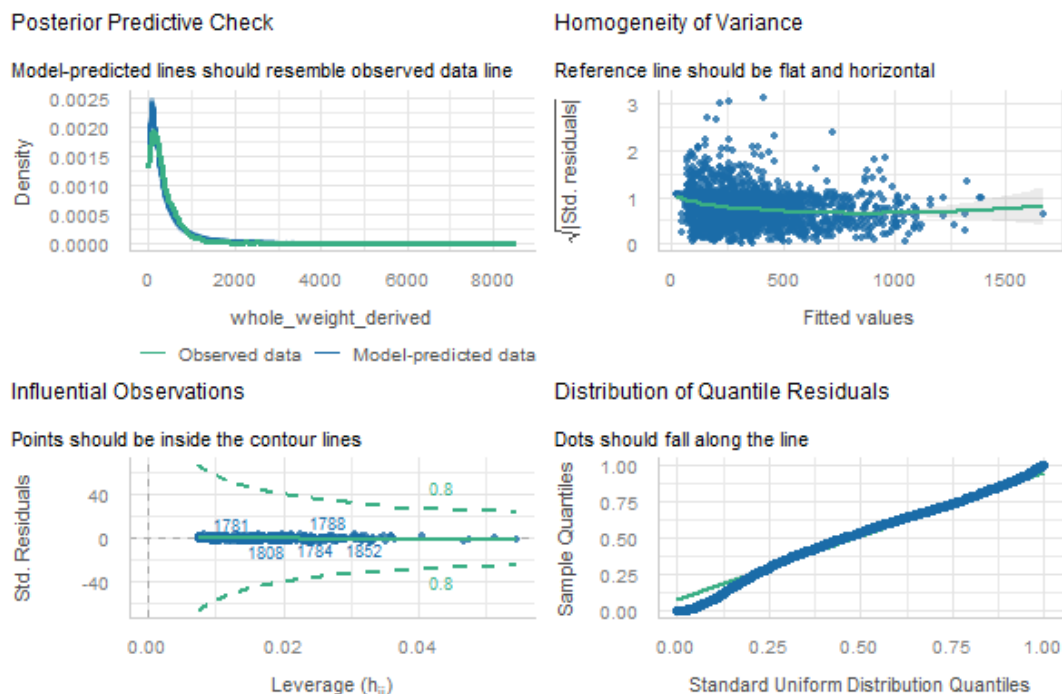 Posterior Predictive Check
Model-predicted lines should resemble observed data line
Density
0.0025
0.0020
0.0015
0.0010
0.0005
0.0000
0
2000
4000
6000
8000
whole_weight_derived
Observed data
Model-predicted data
Homogeneity of Variance
Reference line should be flat and horizontal
√|Std. residuals|
3
2
1
0
0
500
1000
1500
Fitted values
Influential Observations
Points should be inside the contour lines
Std. Residuals
40
0
-40
0.8
1781
1788
1808
1784
1852
0.8
0.00
0.02
0.04
Leverage (hᵢᵢ)
Distribution of Quantile Residuals
Dots should fall along the line
Sample Quantiles
1.00
0.75
0.50
0.25
0.00
0.00
0.25
0.50
0.75
1.00
Standard Uniform Distribution Quantiles